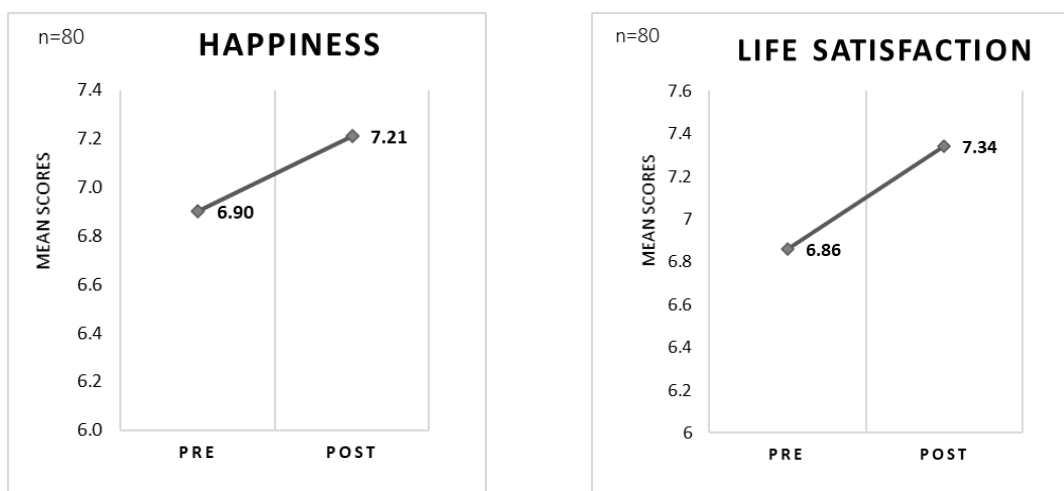 n=80
HAPPINESS
MEAN SCORES
7.4
7.2
7.0
6.8
6.6
6.4
6.2
6.0
6.90
7.21
PRE POST
n=80
LIFE SATISFACTION
MEAN SCORES
7.6
7.4
7.2
7
6.8
6.6
6.4
6.2
6
6.86
7.34
PRE POST